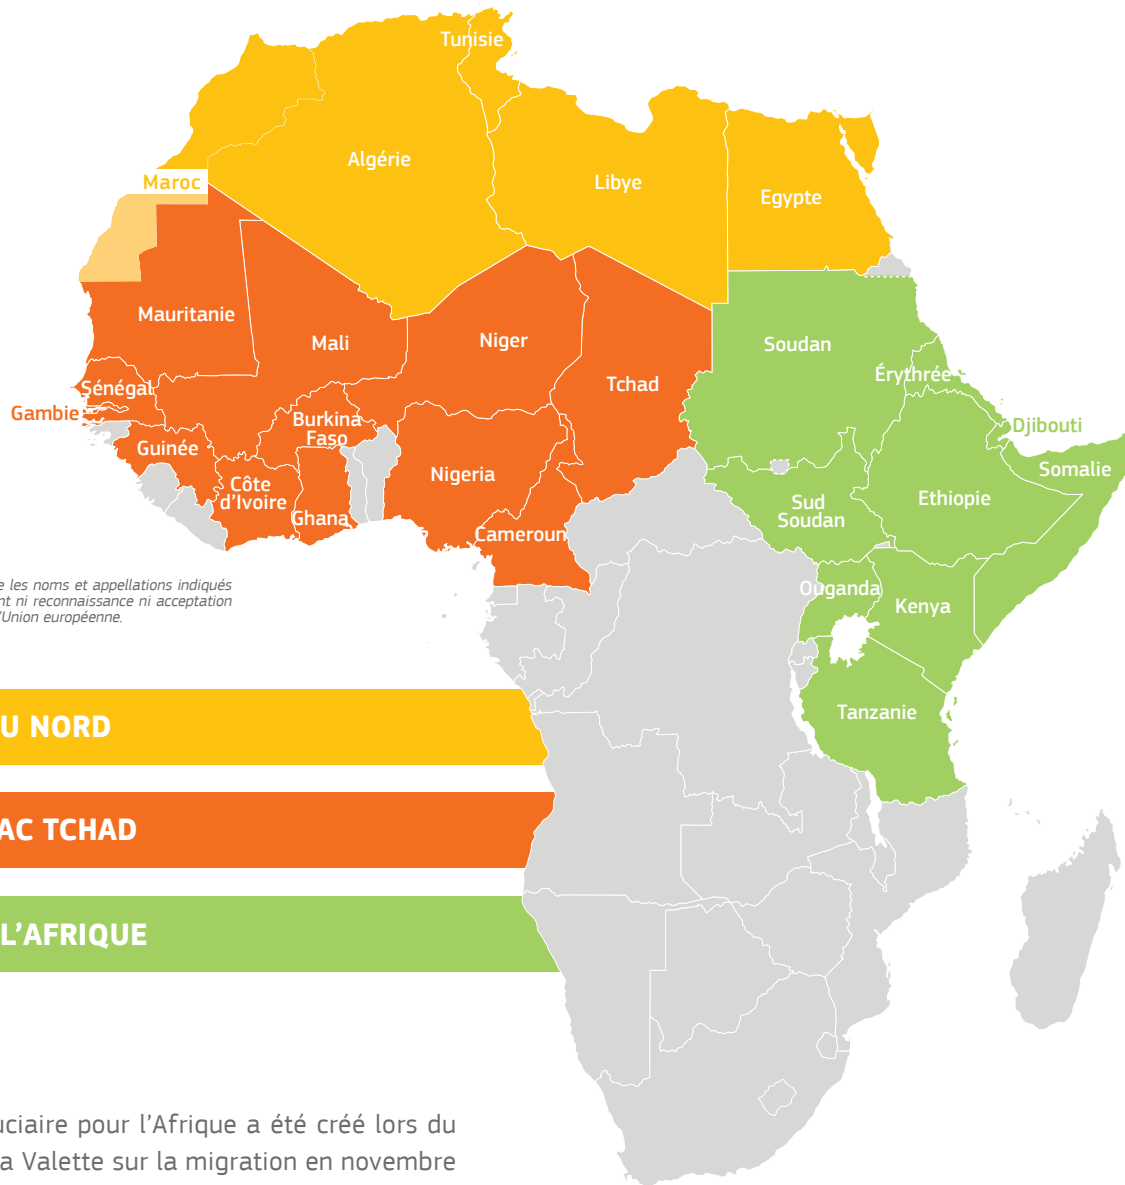 Tunisie
Algérie
Maroc
Libye
Egypte
Mauritanie
Mali
Niger
Tchad
Soudan
Érythrée
Sénégal
Gambie
Burkina
Faso
Djibouti
Guinée
Nigeria
Somalie
Côte
d'Ivoire
Ghana
Cameroun
Sud
Soudan
Ethiopie
Ouganda
Kenya
Tanzanie
e les noms et appellations indiqués
nt ni reconnaissance ni acceptation
'Union européenne.
U NORD
AC TCHAD
L'AFRIQUE
uciaire pour l'Afrique a été créé lors du
a Valette sur la migration en novembre